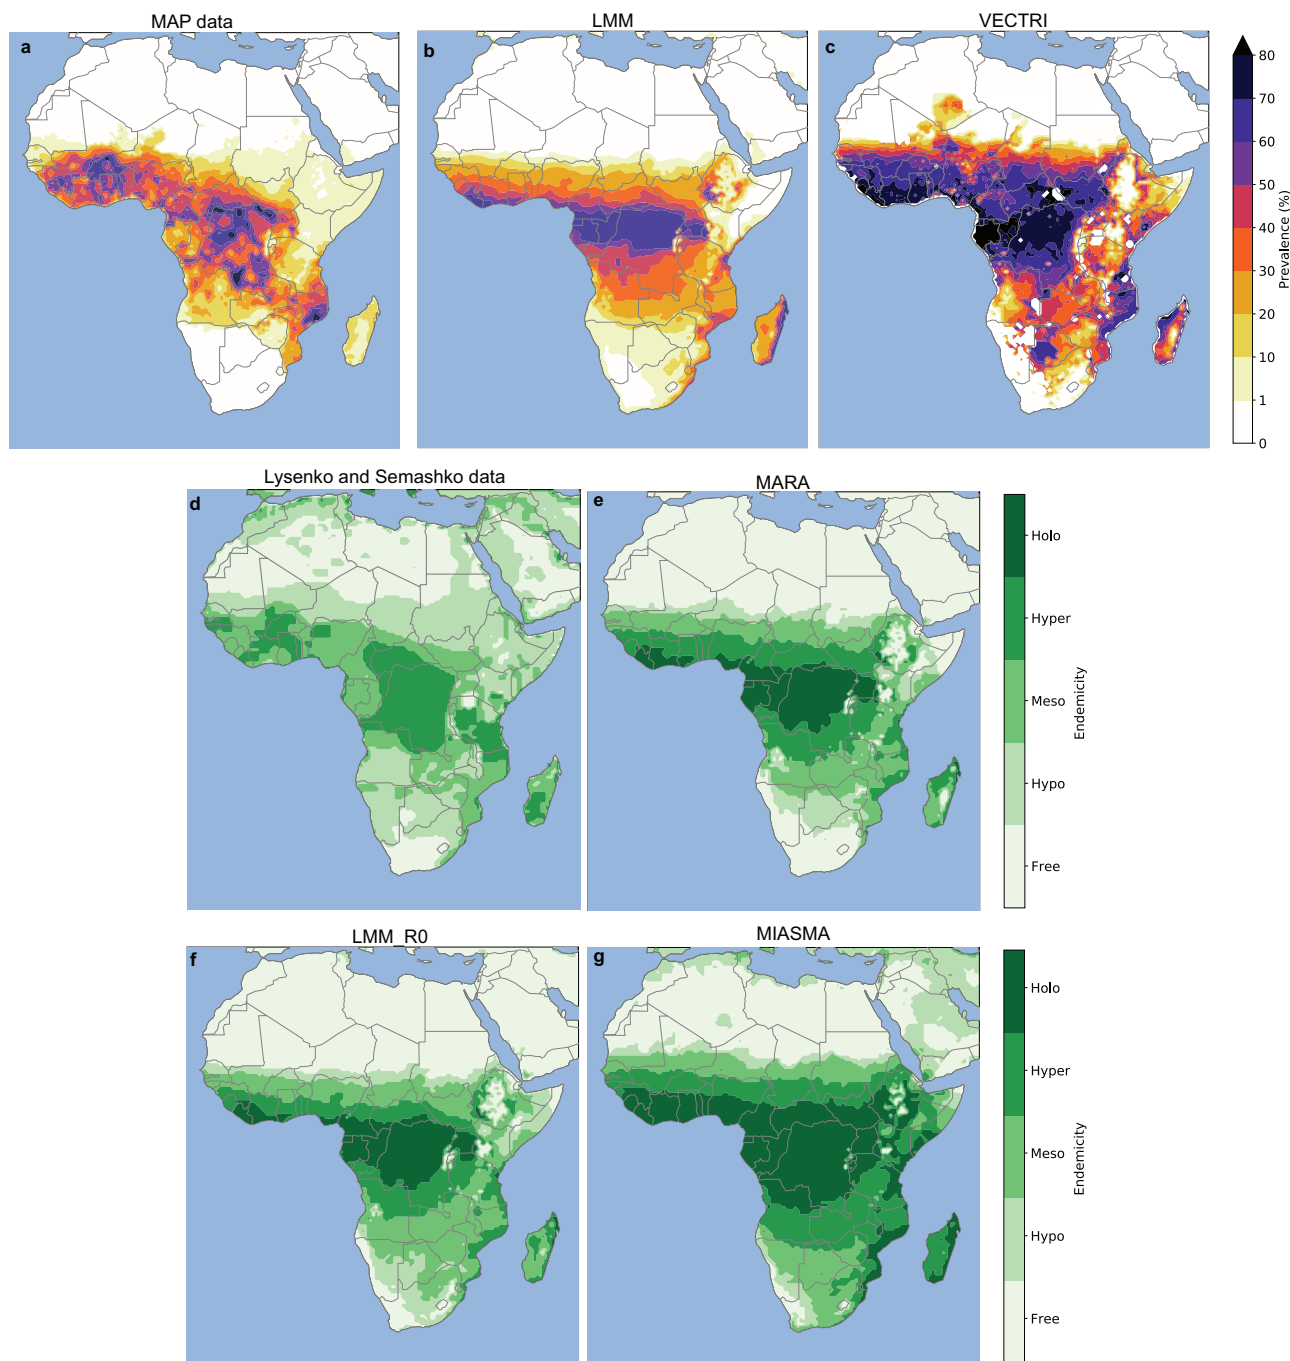 MAP data
LMM
VECTRI
a
b
c
80
70
60
50
40
30
20
10
1
0
Prevalence (%)
Lysenko and Semashko data
MARA
d
e
Holo
Hyper
Meso
Hypo
Free
Endemicity
LMM_R0
MIASMA
f
g
Holo
Hyper
Meso
Hypo
Free
Endemicity